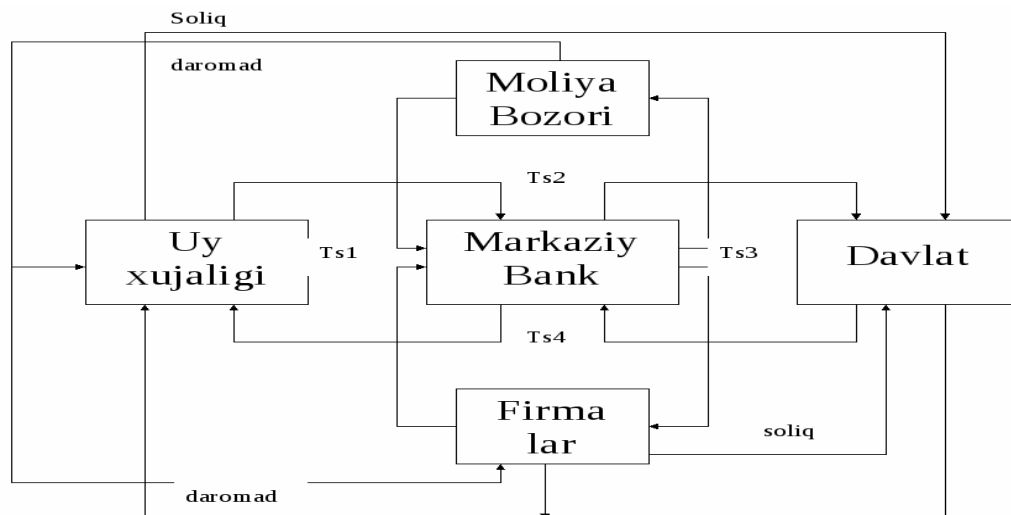 Soliq
daromad
Moliya
Bozori
Ts2
Uy
xujaligi
Ts1
Markaziy
Bank
Ts3
Davlat
Ts4
Firma
lar
soliq
daromad